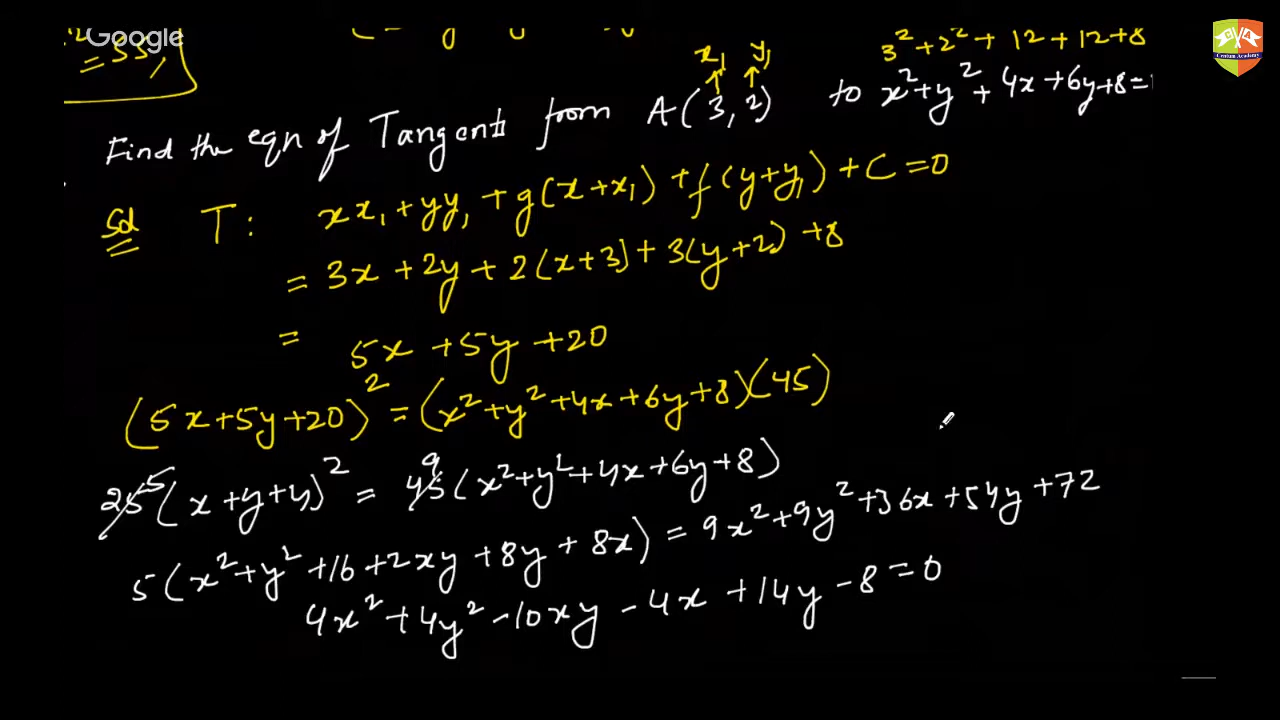 Google
² = 35,
3² + 2² + 12 + 12 + 8
x₁ y₁
Find the eqn of Tangents from A(3, 2) to x² + y² + 4x + 6y + 8 =
Sol T: xx₁ + yy₁ + g(x + x₁) + f(y + y₁) + C = 0
= 3x + 2y + 2(x + 3) + 3(y + 2) + 8
= 5x + 5y + 20
(5x + 5y + 20)² = (x² + y² + 4x + 6y + 8)(45)
25 5 (x + y + 4)² = 45 9 (x² + y² + 4x + 6y + 8)
5(x² + y² + 16 + 2xy + 8y + 8x) = 9x² + 9y² + 36x + 54y + 72
4x² + 4y² - 10xy - 4x + 14y - 8 = 0